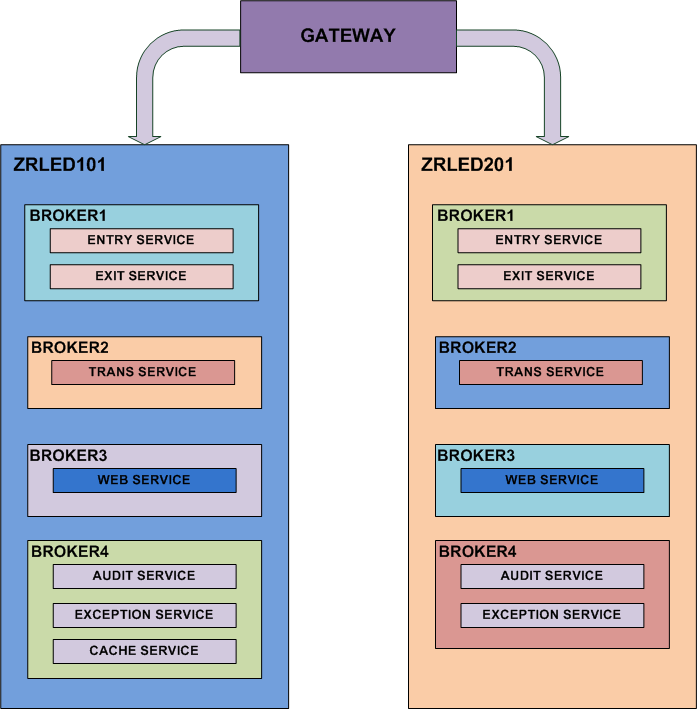 GATEWAY
ZRLED101
BROKER1
ENTRY SERVICE
EXIT SERVICE
BROKER2
TRANS SERVICE
BROKER3
WEB SERVICE
BROKER4
AUDIT SERVICE
EXCEPTION SERVICE
CACHE SERVICE
ZRLED201
BROKER1
ENTRY SERVICE
EXIT SERVICE
BROKER2
TRANS SERVICE
BROKER3
WEB SERVICE
BROKER4
AUDIT SERVICE
EXCEPTION SERVICE